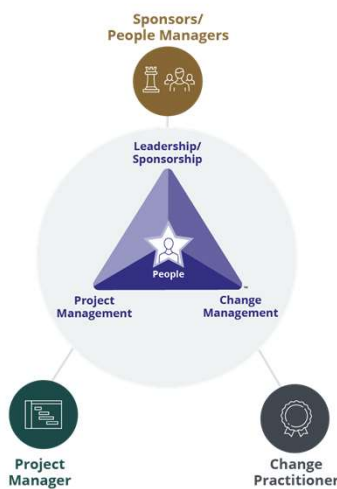 Sponsors/
People Managers
Leadership/
Sponsorship
People
Project
Management
Change
Management
Project
Manager
Change
Practitioner